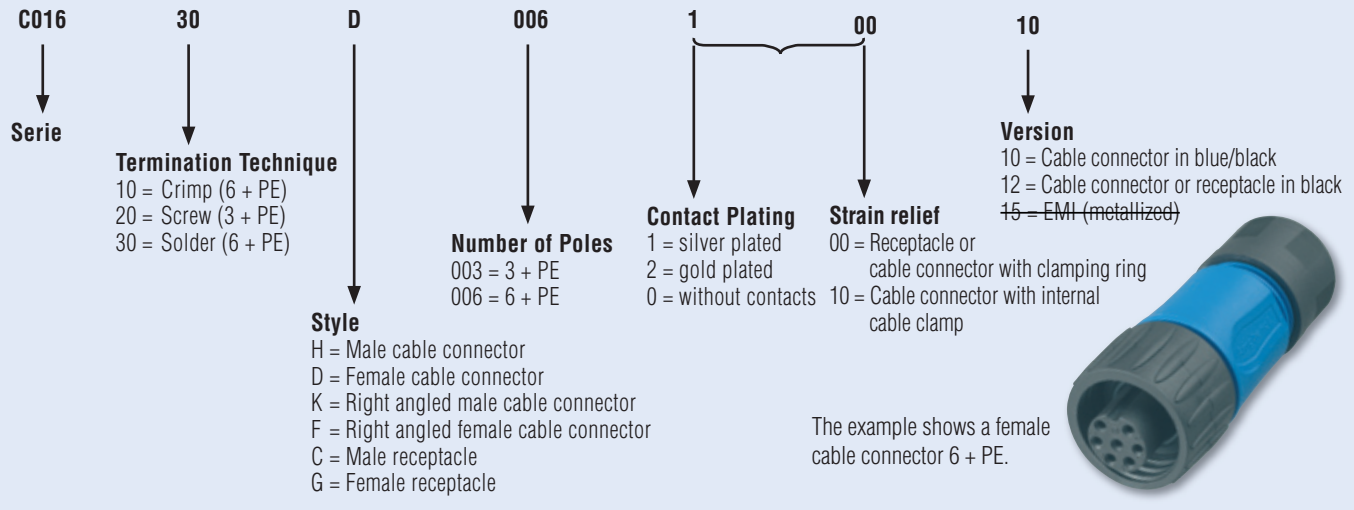 C016 30 D 006 1 00 10
Serie
Termination Technique
10 = Crimp (6 + PE)
20 = Screw (3 + PE)
30 = Solder (6 + PE)
Style
H = Male cable connector
D = Female cable connector
K = Right angled male cable connector
F = Right angled female cable connector
C = Male receptacle
G = Female receptacle
Number of Poles
003 = 3 + PE
006 = 6 + PE
Contact Plating
1 = silver plated
2 = gold plated
0 = without contacts
Strain relief
00 = Receptacle or
cable connector with clamping ring
10 = Cable connector with internal
cable clamp
Version
10 = Cable connector in blue/black
12 = Cable connector or receptacle in black
15 = EMI (metallized)
The example shows a female
cable connector 6 + PE.